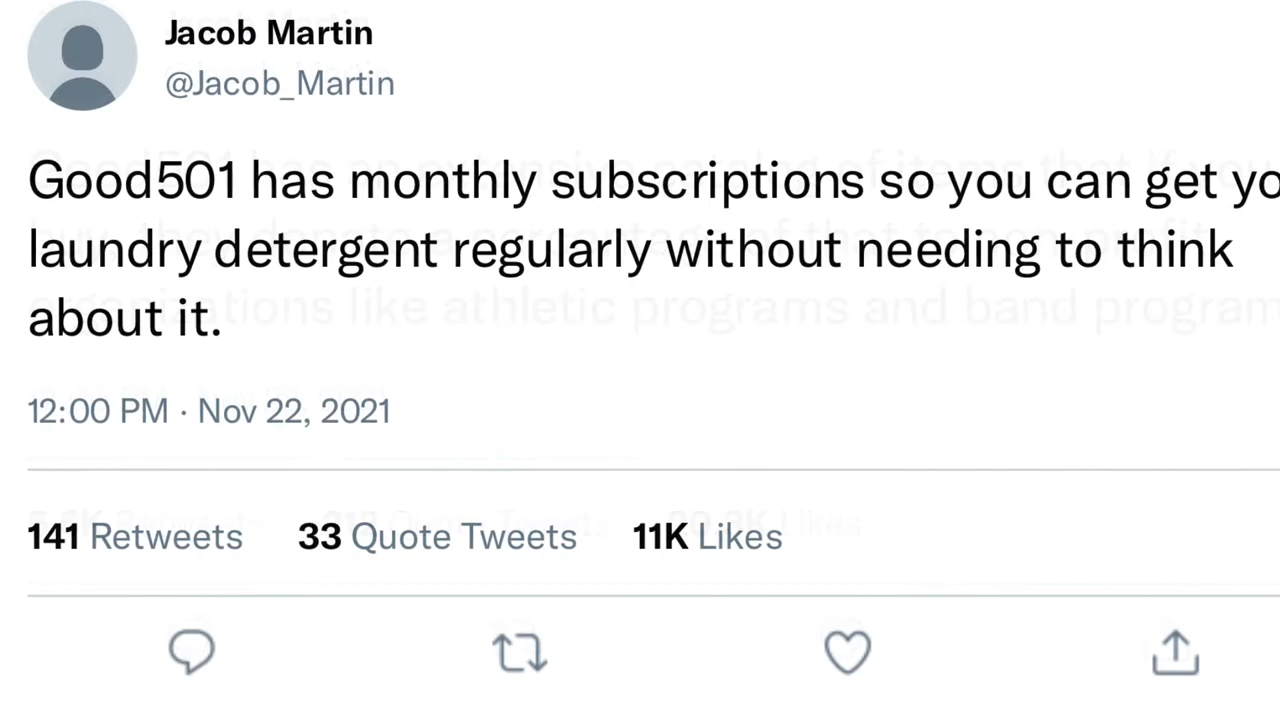 Jacob Martin
@Jacob_Martin
Good501 has monthly subscriptions so you can get yo
laundry detergent regularly without needing to think
about it.
12:00 PM · Nov 22, 2021
141 Retweets 33 Quote Tweets 11K Likes